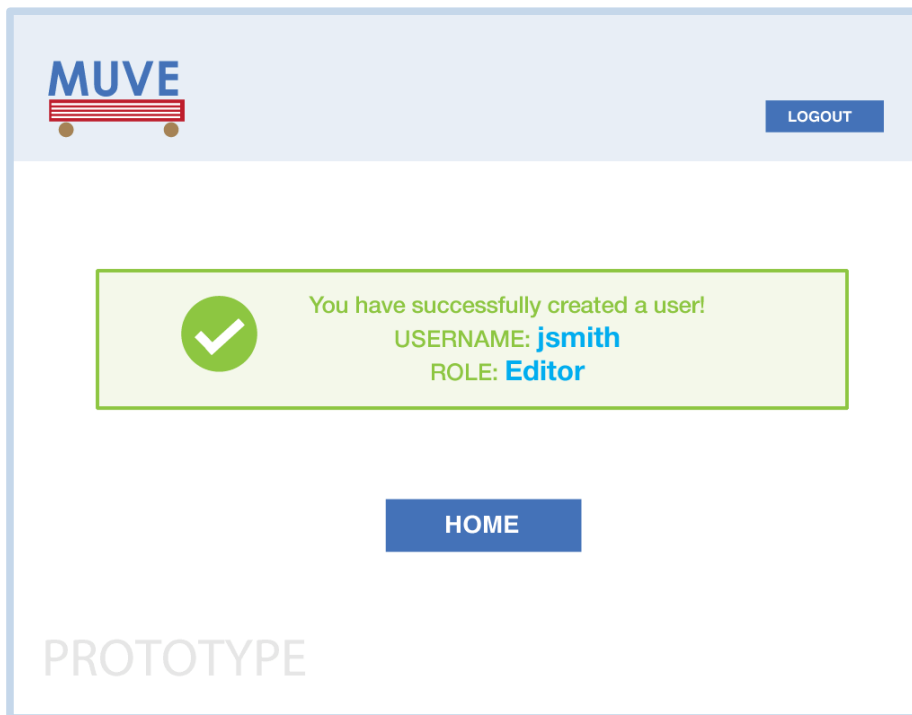 MUVE
LOGOUT
You have successfully created a user!
USERNAME: jsmith
ROLE: Editor
HOME
PROTOTYPE